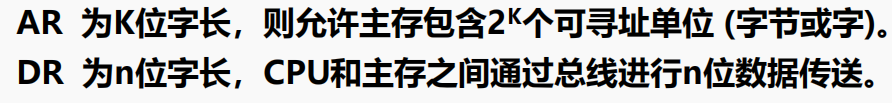 AR 为K位字长，则允许主存包含2ᴷ个可寻址单位 (字节或字)。
DR 为n位字长，CPU和主存之间通过总线进行n位数据传送。